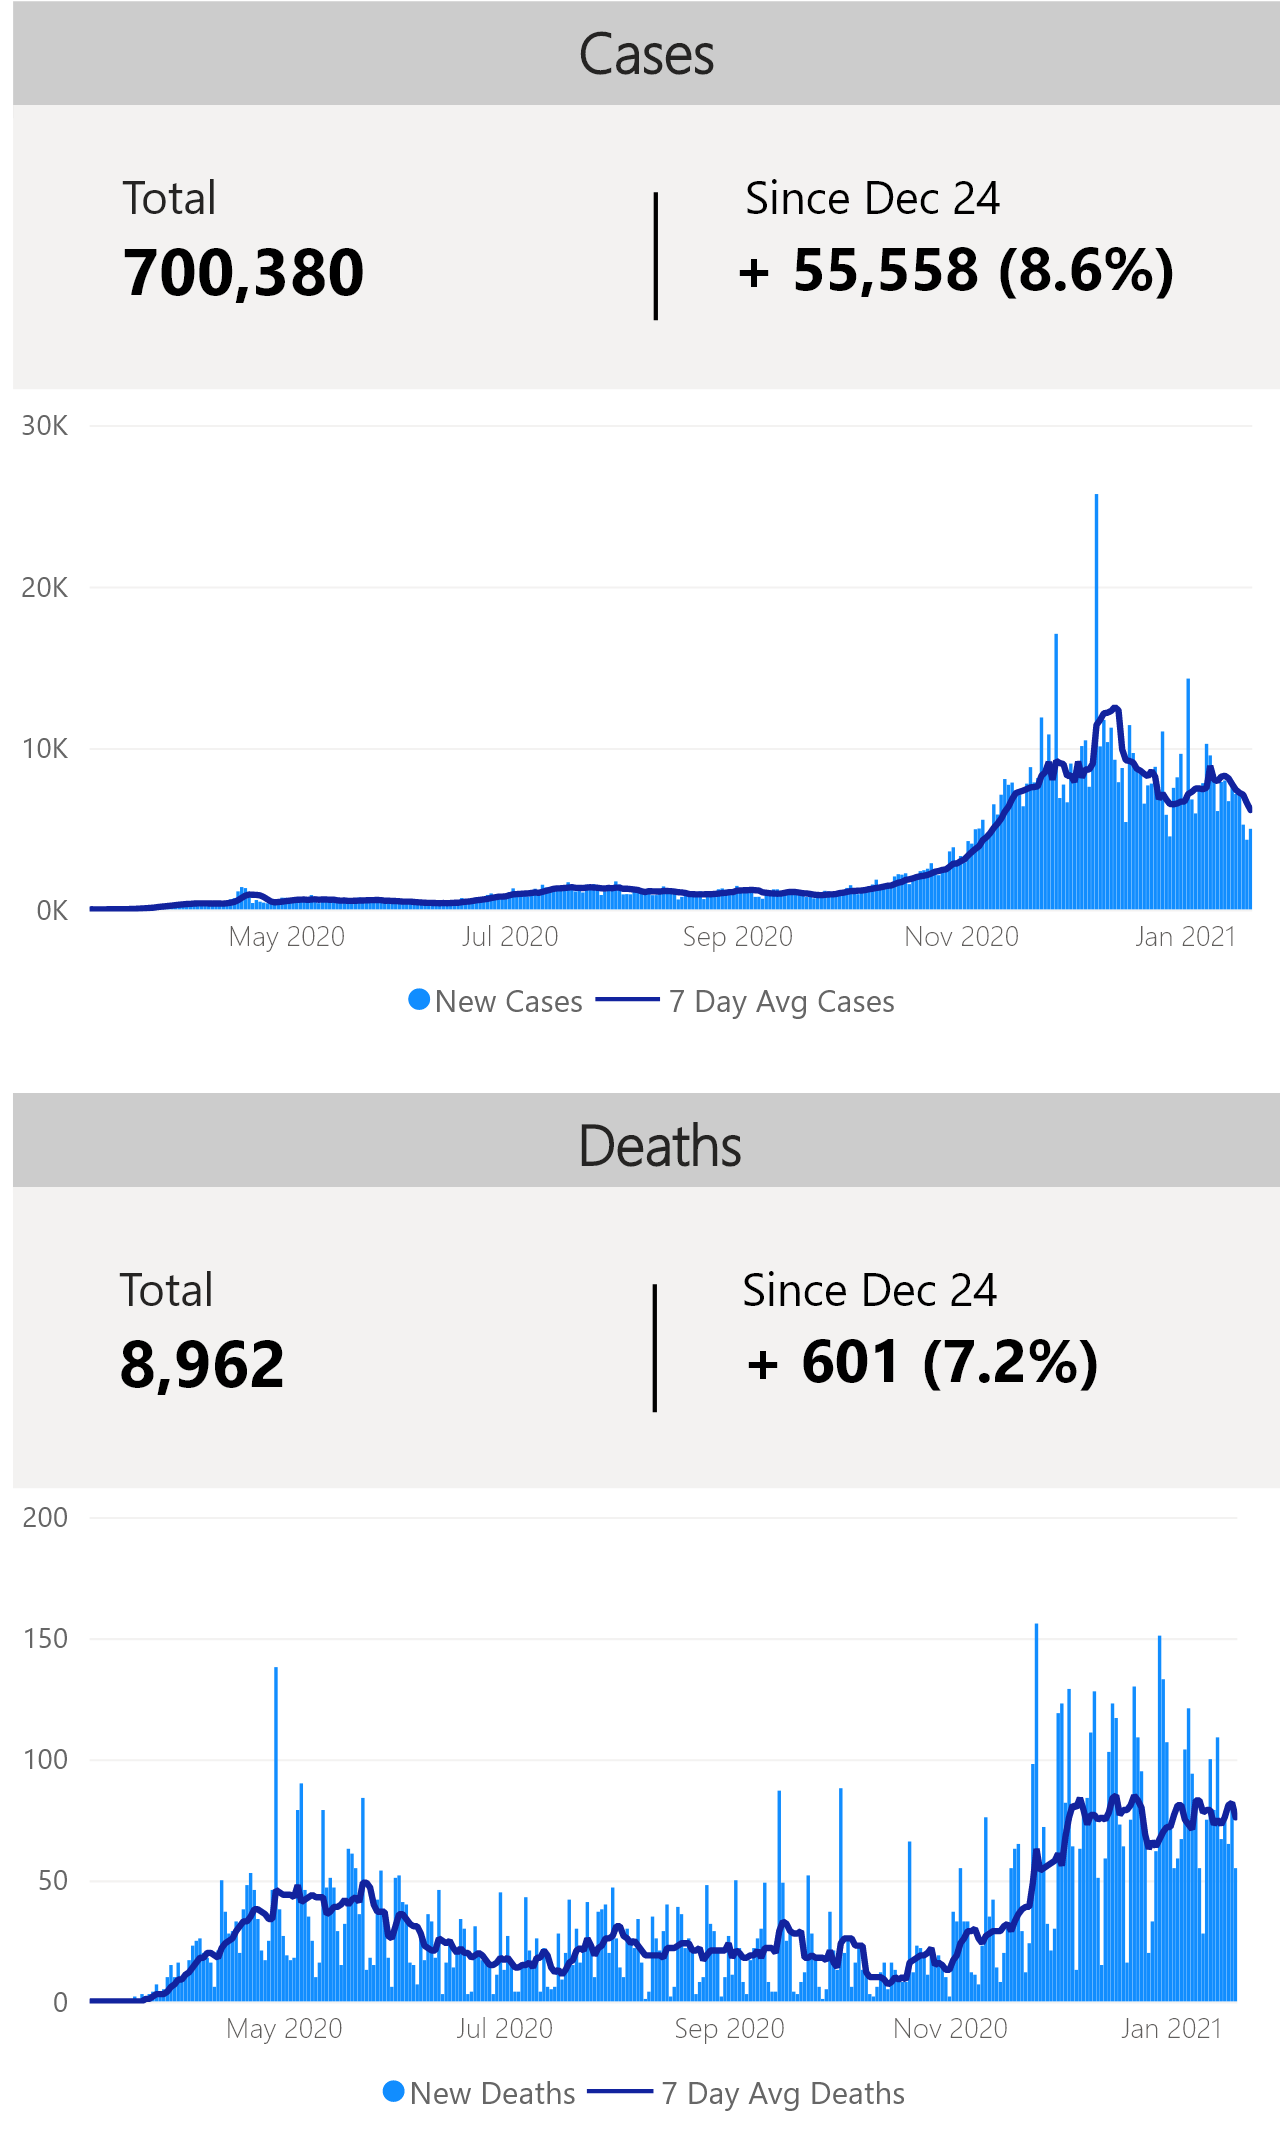 Cases
Total
Since Dec 24
700,380
+ 55,558 (8.6%)
30K
20K
10K
0K
May 2020
Jul 2020
Sep 2020
Nov 2020
Jan 2021
New Cases
7 Day Avg Cases
Deaths
Total
Since Dec 24
8,962
+ 601 (7.2%)
200
150
100
50
0
May 2020
Jul 2020
Sep 2020
Nov 2020
Jan 2021
New Deaths
7 Day Avg Deaths